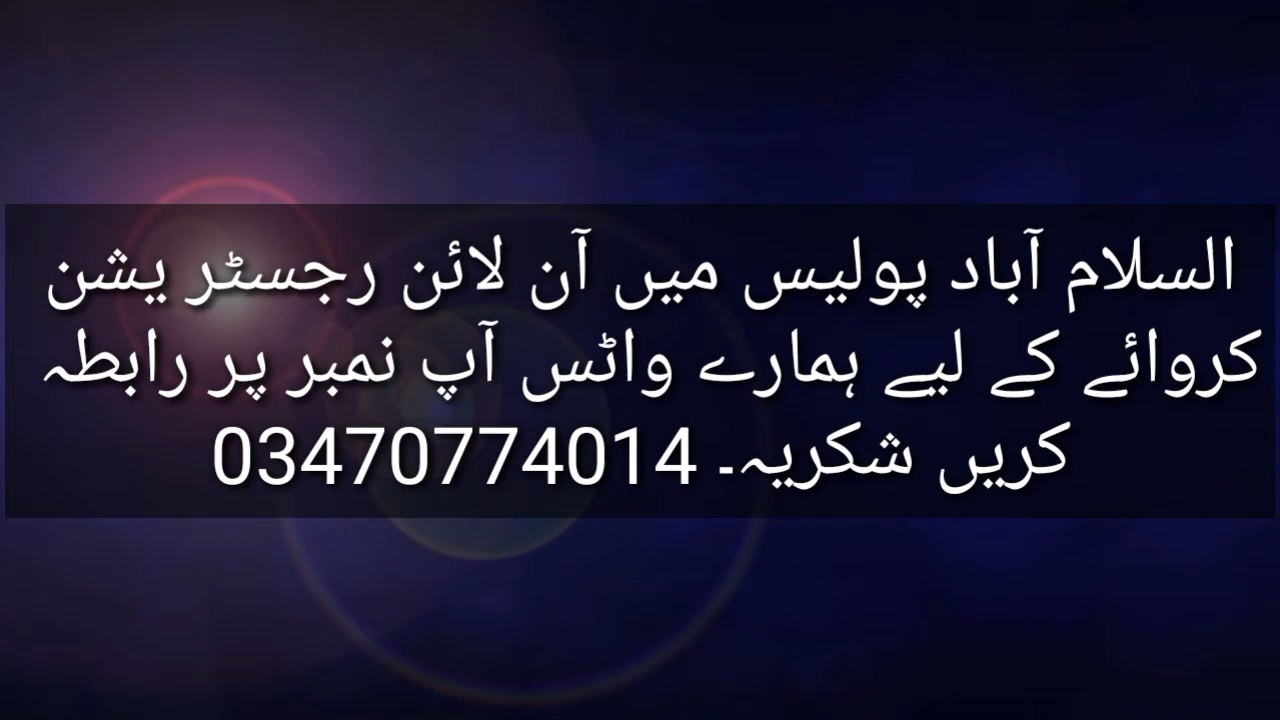 السلام آباد پولیس میں آن لائن رجسٹر یشن
کروائے کے لیے ہمارے واٹس آپ نمبر پر رابطہ
کریں شکریہ۔ 03470774014